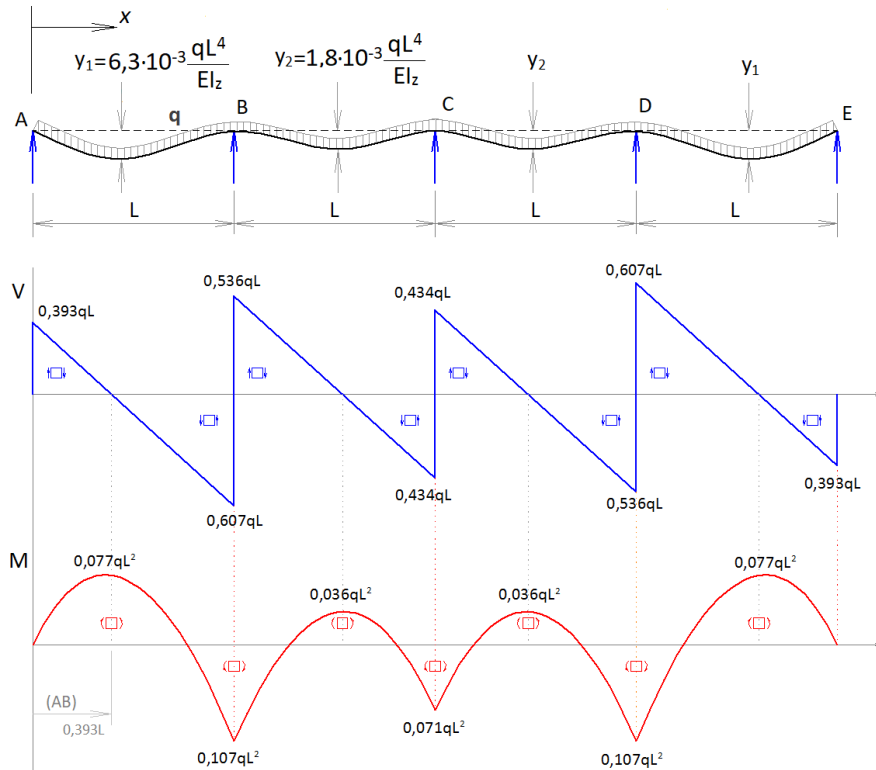 x
y₁=6,3·10⁻³ qL⁴/EI_z y₂=1,8·10⁻³ qL⁴/EI_z y₂ y₁
A q B C D E
L L L L
V
0,393qL 0,536qL 0,434qL 0,607qL
0,607qL 0,434qL 0,536qL 0,393qL
M
0,077qL² 0,036qL² 0,036qL² 0,077qL²
(AB)
0,393L
0,107qL² 0,071qL² 0,107qL²